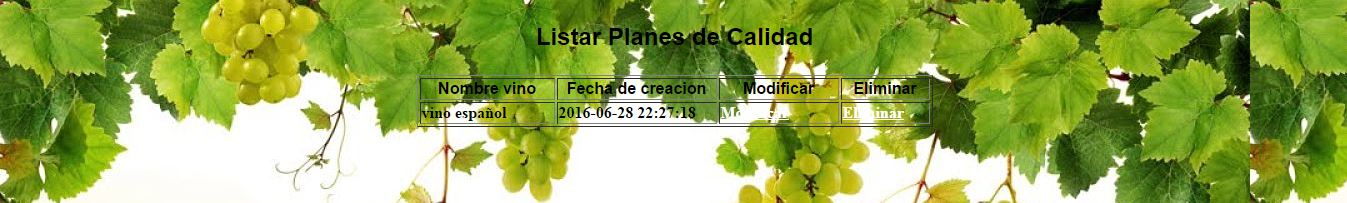 Listar Planes de Calidad
Nombre vino Fecha de creacion Modificar Eliminar
vino español 2016-06-28 22:27:18 Modificar Eliminar